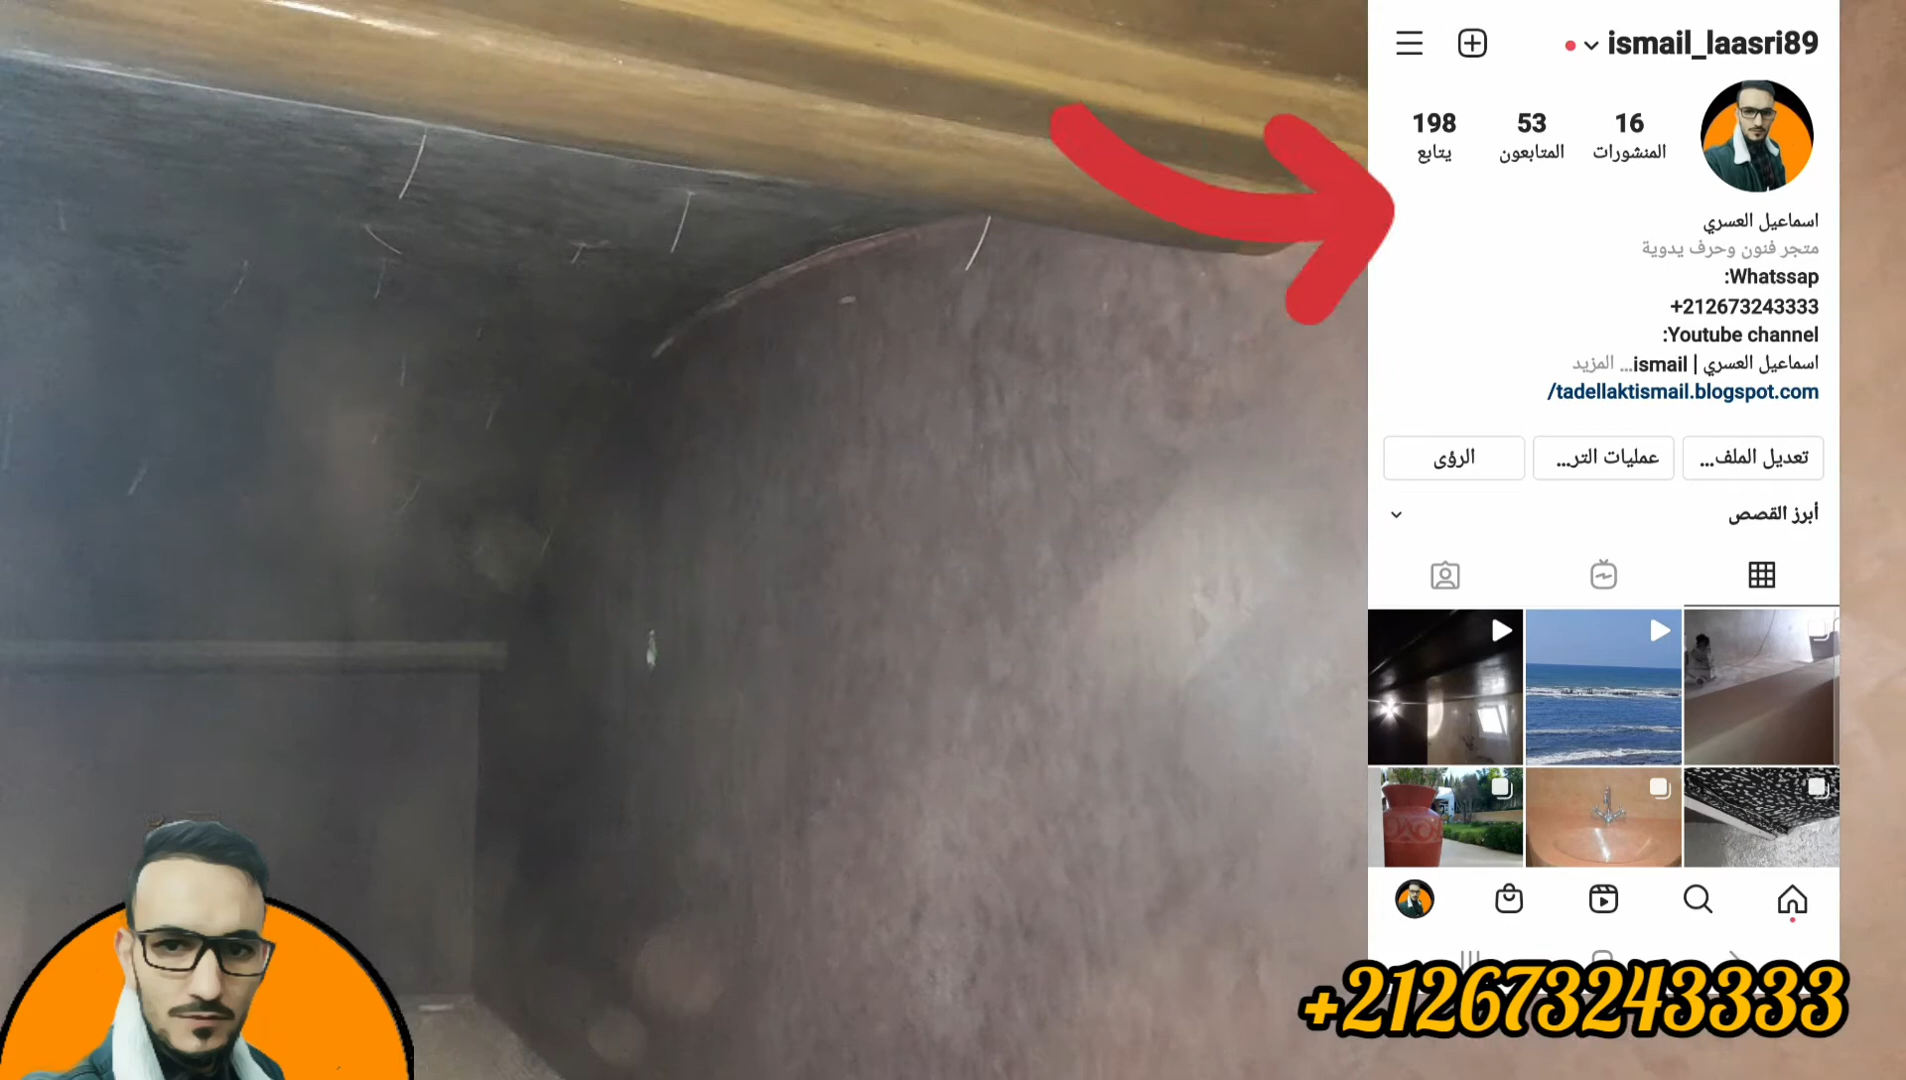 ismail_laasri89
16 53 198
المنشورات المتابعون يتابع
اسماعيل العسري
متجر فنون وحرف يدوية
Whatssap:
+212673243333
Youtube channel:
اسماعيل العسري | ismail... المزيد
tadellaktismail.blogspot.com/
تعديل الملف... عمليات التر... الرؤى
أبرز القصص
+212673243333